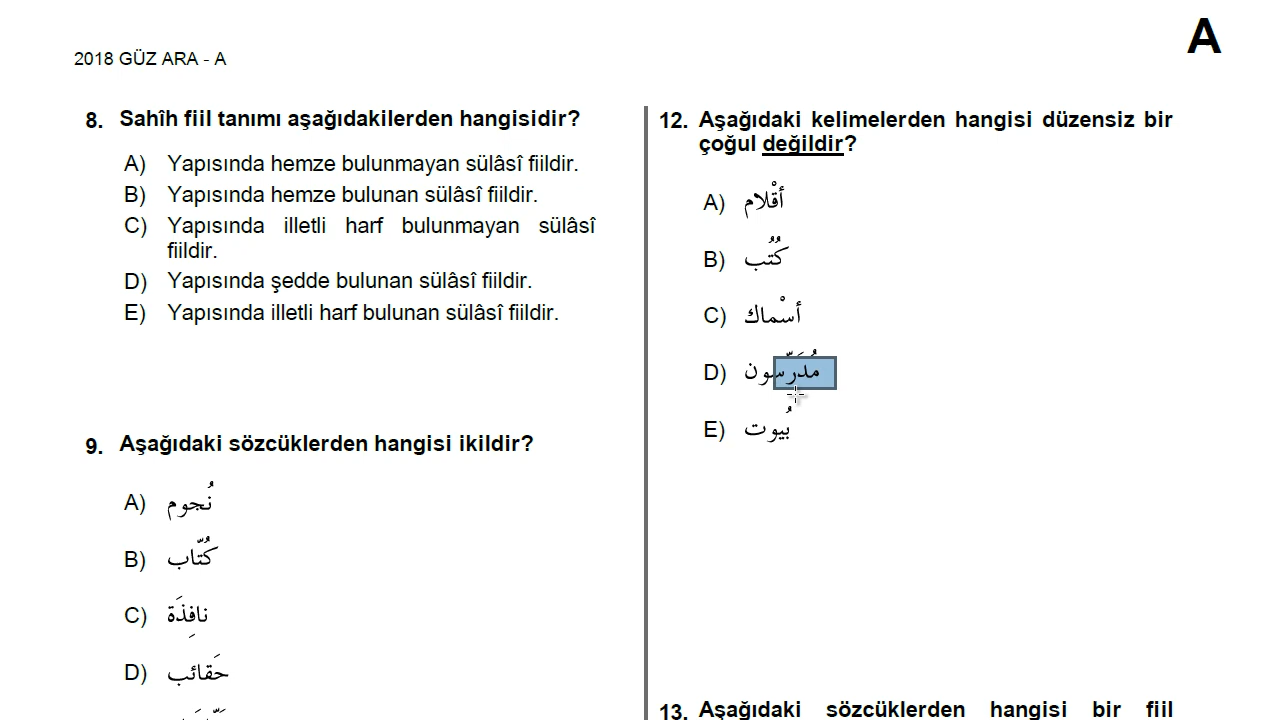 A
2018 GÜZ ARA - A
8. Sahîh fiil tanımı aşağıdakilerden hangisidir?
A) Yapısında hemze bulunmayan sülâsî fiildir.
B) Yapısında hemze bulunan sülâsî fiildir.
C) Yapısında illetli harf bulunmayan sülâsî
fiildir.
D) Yapısında şedde bulunan sülâsî fiildir.
E) Yapısında illetli harf bulunan sülâsî fiildir.
9. Aşağıdaki sözcüklerden hangisi ikildir?
A) نُجوم
B) كُتّاب
C) نافِذَة
D) حَقائب
12. Aşağıdaki kelimelerden hangisi düzensiz bir
çoğul değildir?
A) أقْلام
B) كُتُب
C) أسْماك
D) مُدَرّسون
E) بُيوت
13. Aşağıdaki sözcüklerden hangisi bir fiil